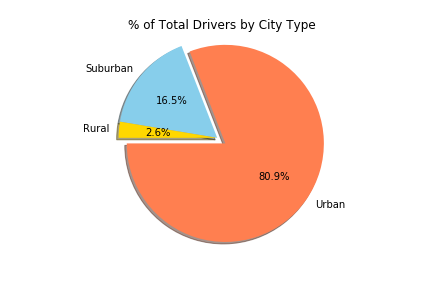 % of Total Drivers by City Type
Suburban
16.5%
Rural
2.6%
80.9%
Urban